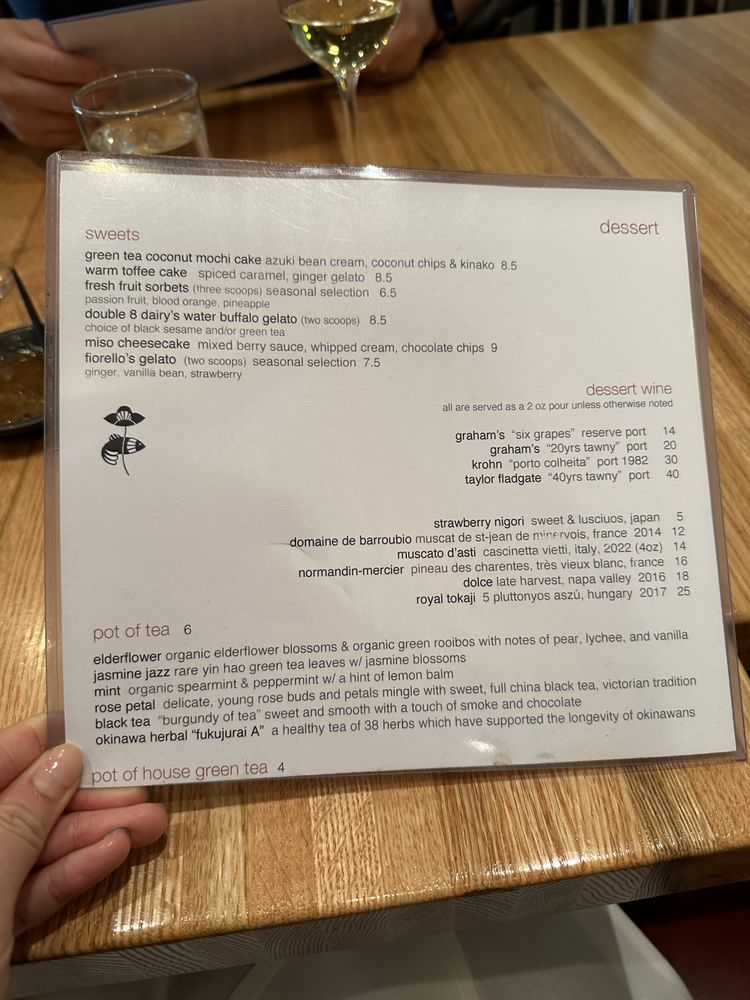 dessert
sweets
green tea coconut mochi cake azuki bean cream, coconut chips & kinako 8.5
warm toffee cake spiced caramel, ginger gelato 8.5
fresh fruit sorbets (three scoops) seasonal selection 6.5
passion fruit, blood orange, pineapple
double 8 dairy's water buffalo gelato (two scoops) 8.5
choice of black sesame and/or green tea
miso cheesecake mixed berry sauce, whipped cream, chocolate chips 9
fiorello's gelato (two scoops) seasonal selection 7.5
ginger, vanilla bean, strawberry
dessert wine
all are served as a 2 oz pour unless otherwise noted
graham's "six grapes" reserve port 14
graham's "20yrs tawny" port 20
krohn "porto colheita" port 1982 30
taylor fladgate "40yrs tawny" port 40
strawberry nigori sweet & lusciuos, japan 5
domaine de barroubio muscat de st-jean de minervois, france 2014 12
muscato d'asti cascinetta vietti, italy, 2022 (4oz) 14
normandin-mercier pineau des charentes, très vieux blanc, france 16
dolce late harvest, napa valley 2016 18
royal tokaji 5 pluttonyos aszú, hungary 2017 25
pot of tea 6
elderflower organic elderflower blossoms & organic green rooibos with notes of pear, lychee, and vanilla
jasmine jazz rare yin hao green tea leaves w/ jasmine blossoms
mint organic spearmint & peppermint w/ a hint of lemon balm
rose petal delicate, young rose buds and petals mingle with sweet, full china black tea, victorian tradition
black tea "burgundy of tea" sweet and smooth with a touch of smoke and chocolate
okinawa herbal "fukujurai A" a healthy tea of 38 herbs which have supported the longevity of okinawans
pot of house green tea 4